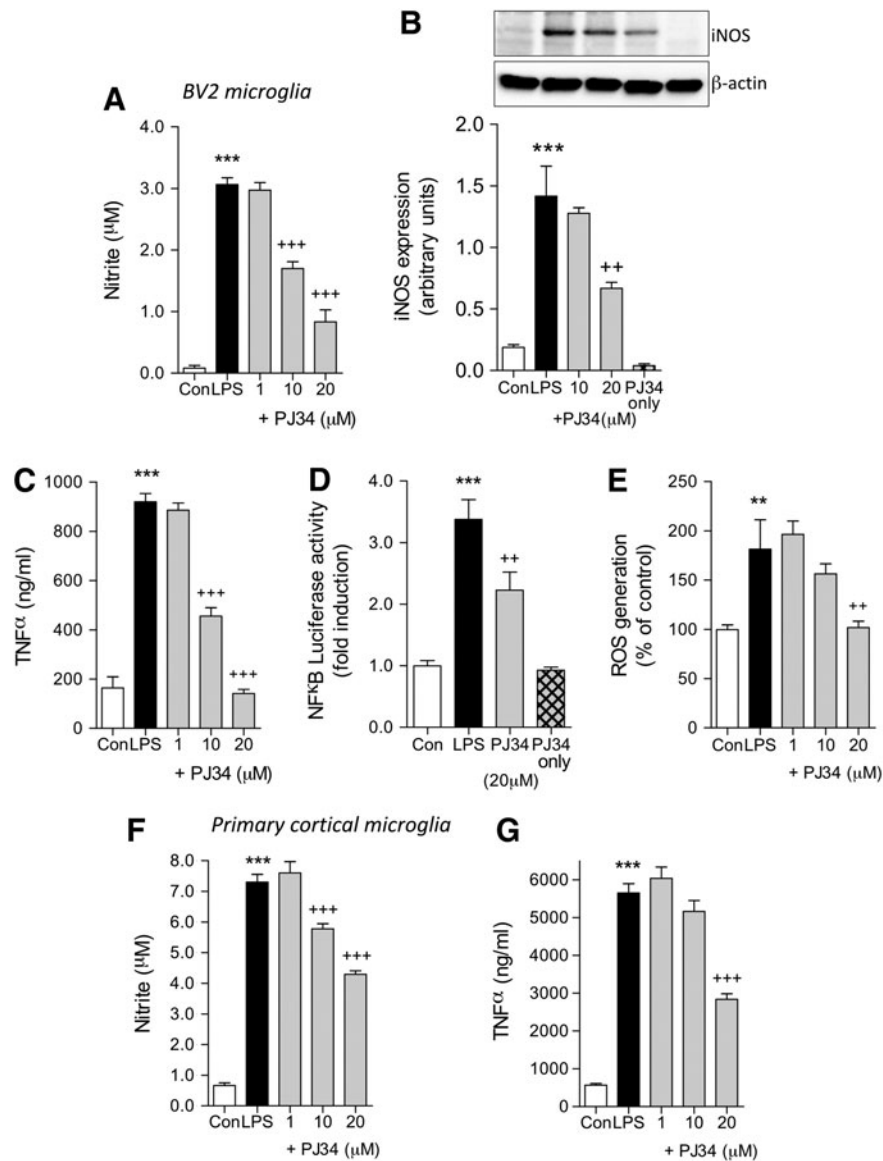 B
iNOS
β-actin
A
BV2 microglia
4.0
3.0
2.0
1.0
0.0
Nitrite (μM)
***
+++
+++
Con LPS 1 10 20
+ PJ34 (μM)
2.0
1.5
1.0
0.5
0.0
iNOS expression
(arbitrary units)
***
++
Con LPS 10 20 PJ34
only
+PJ34(μM)
C
1000
800
600
400
200
0
TNFα (ng/ml)
***
+++
+++
Con LPS 1 10 20
+ PJ34 (μM)
D
4.0
3.0
2.0
1.0
0.0
NFκB Luciferase activity
(fold induction)
***
++
Con LPS PJ34 PJ34
only
(20μM)
E
250
200
150
100
50
0
ROS generation
(% of control)
**
++
Con LPS 1 10 20
+ PJ34 (μM)
F
Primary cortical microglia
8.0
7.0
6.0
5.0
4.0
3.0
2.0
1.0
0.0
Nitrite (μM)
***
+++
+++
Con LPS 1 10 20
+ PJ34 (μM)
G
6000
5000
4000
3000
2000
1000
0
TNFα (ng/ml)
***
+++
Con LPS 1 10 20
+ PJ34 (μM)